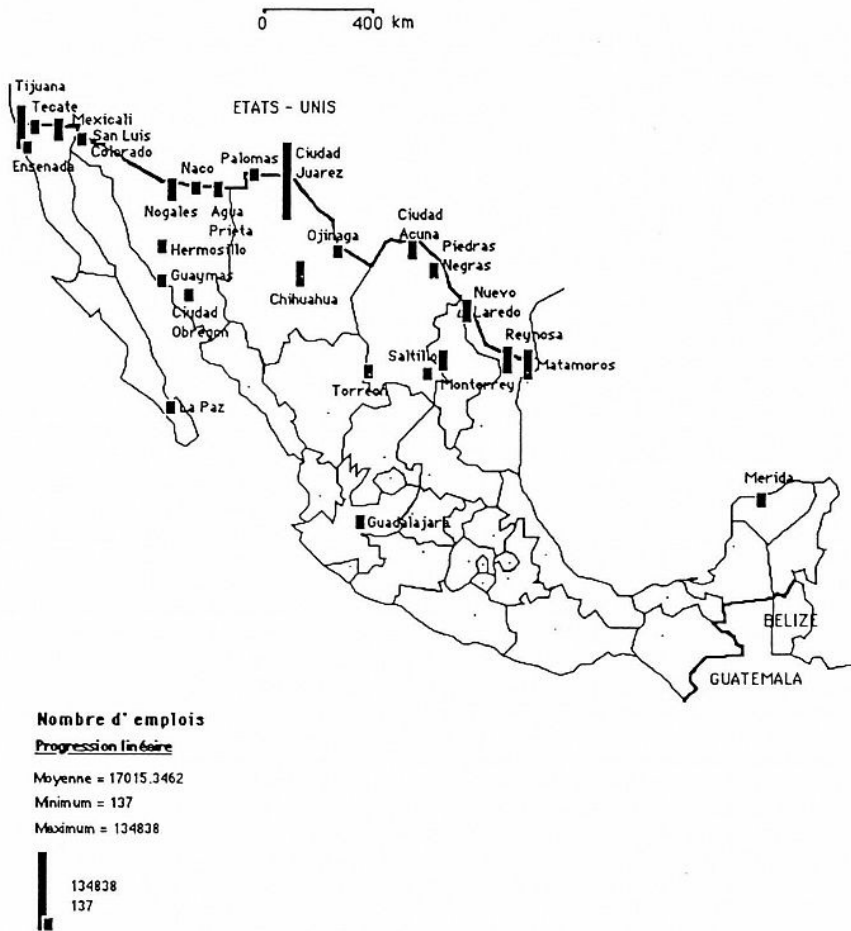 0 400 km
Tijuana
Tecate
Mexicali
San Luis
Colorado
Ensenada
ETATS - UNIS
Naco
Palomas
Ciudad
Juarez
Nogales
Agua
Prieta
Hermosillo
Guaymas
Ciudad
Obregon
Ojinaga
Chihuahua
Ciudad
Acuna
Piedras
Negras
Nuevo
Laredo
Reynosa
Matamoros
Saltillo
Monterrey
Torreon
La Paz
Guadalajara
Merida
BELIZE
GUATEMALA
Nombre d' emplois
Progression linéaire
Moyenne = 17015.3462
Minimum = 137
Maximum = 134838
134838
137